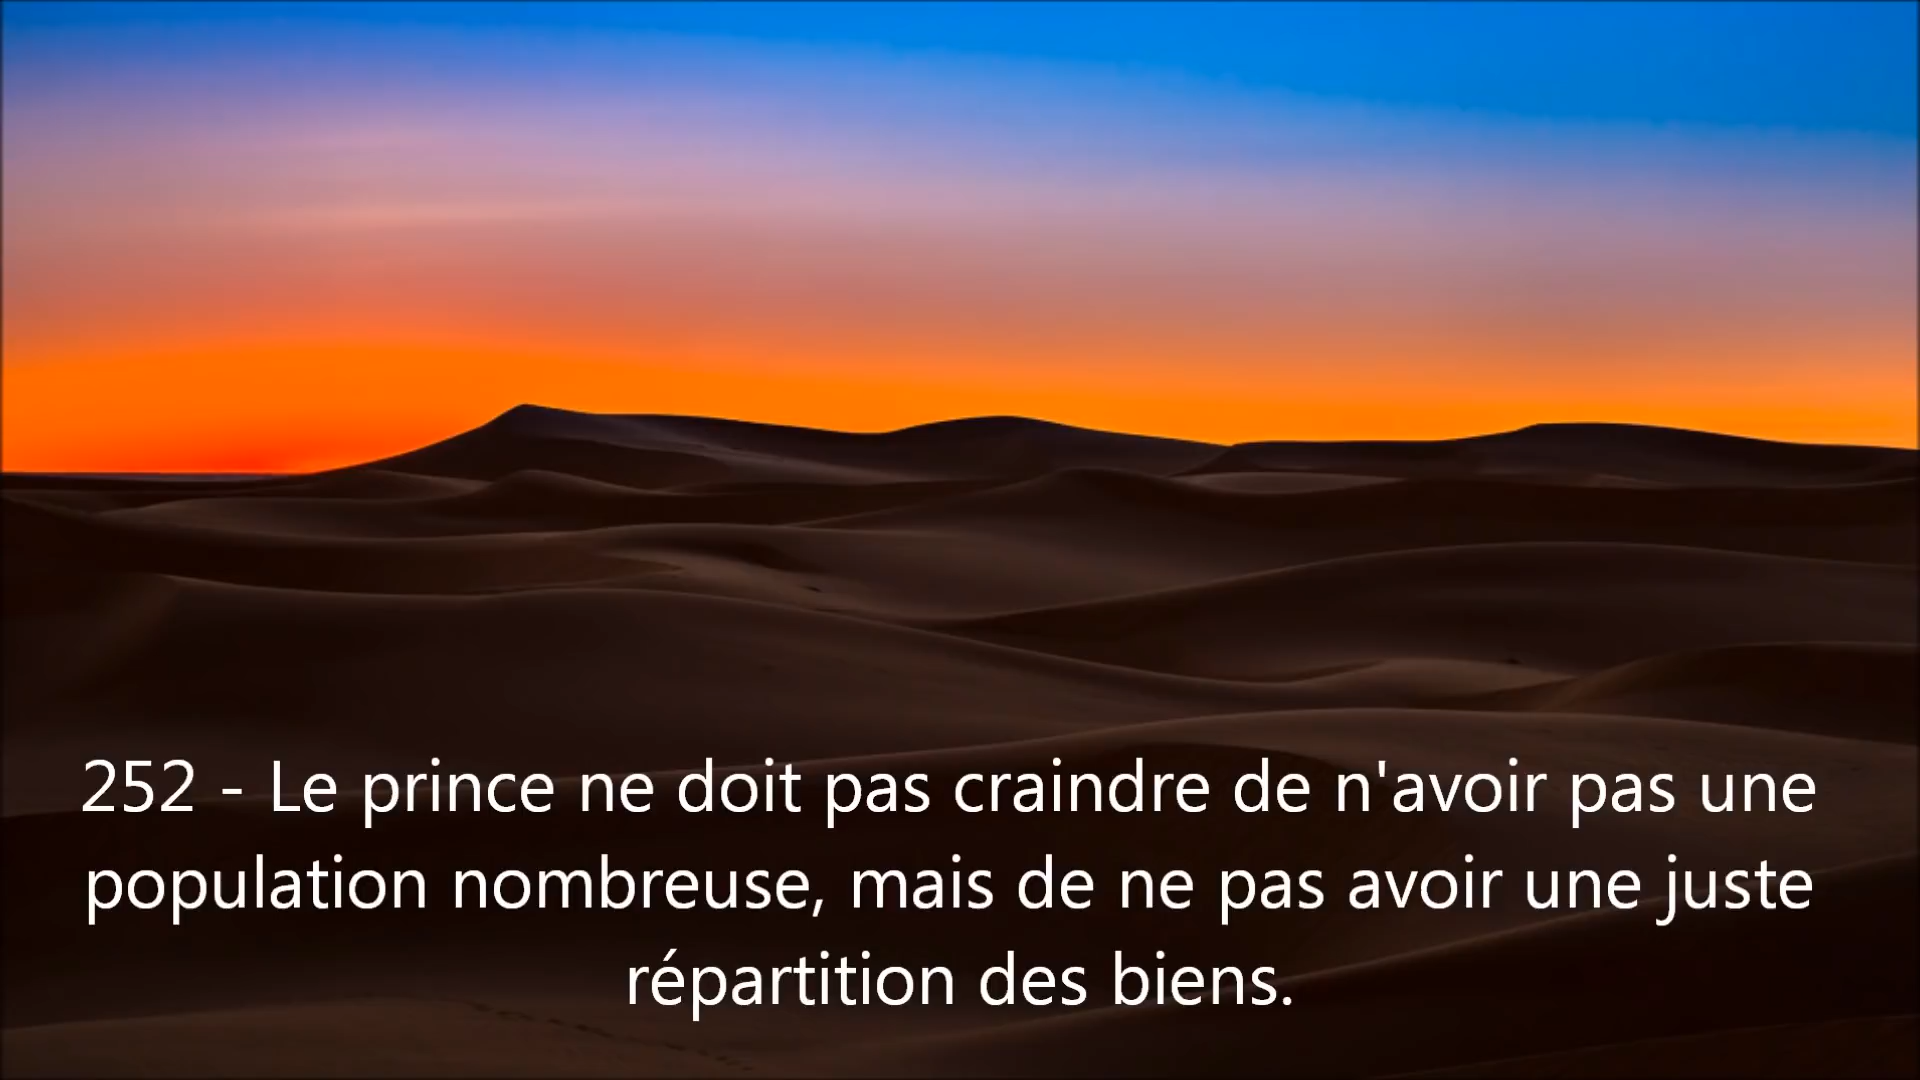 252 - Le prince ne doit pas craindre de n'avoir pas une
population nombreuse, mais de ne pas avoir une juste
répartition des biens.